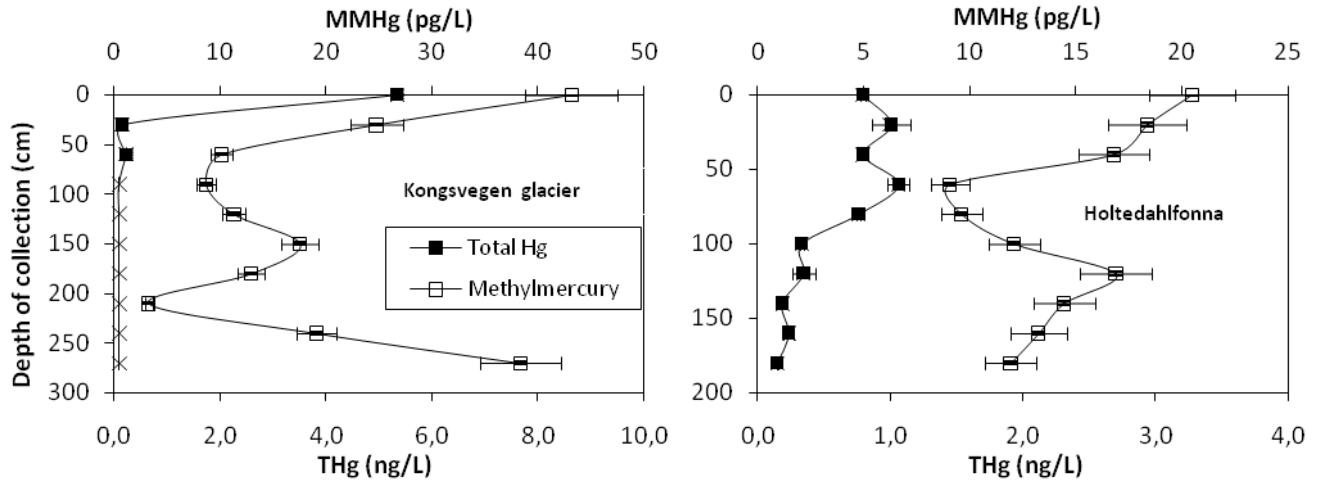 MMHg (pg/L)
0 10 20 30 40 50
0
50
100
150
200
250
300
Depth of collection (cm)
Kongsvegen glacier
Total Hg
Methylmercury
0,0 2,0 4,0 6,0 8,0 10,0
THg (ng/L)
MMHg (pg/L)
0 5 10 15 20 25
0
50
100
150
200
Holtedahlfonna
0,0 1,0 2,0 3,0 4,0
THg (ng/L)